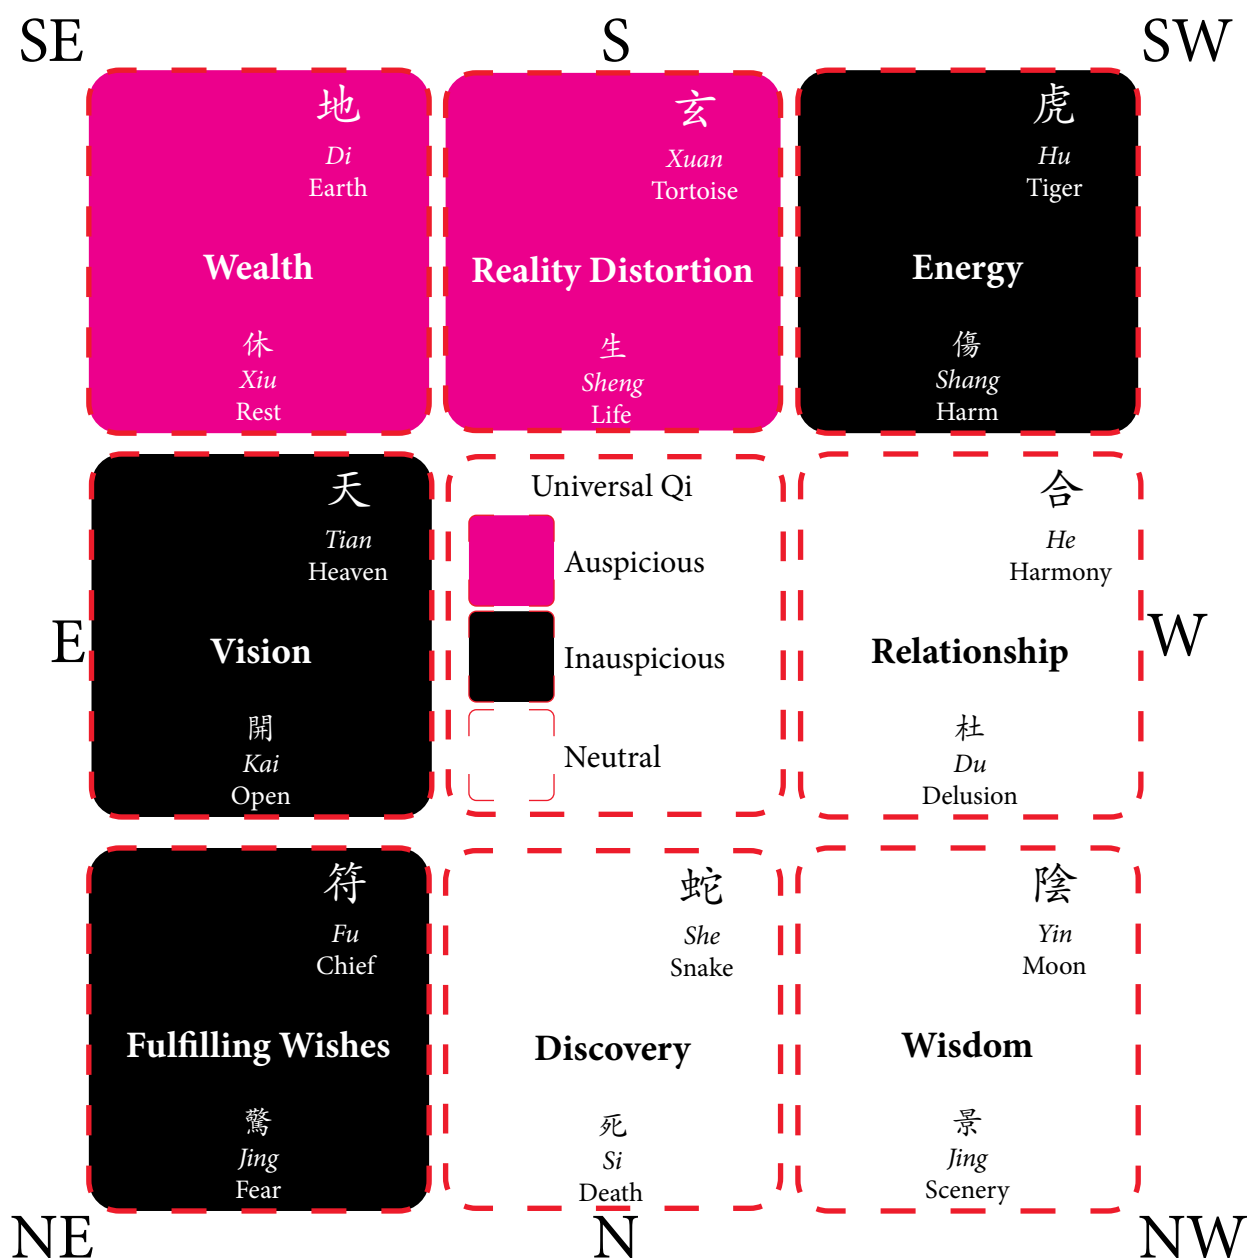 SE
S
SW
地
Di
Earth
Wealth
休
Xiu
Rest
玄
Xuan
Tortoise
Reality Distortion
生
Sheng
Life
虎
Hu
Tiger
Energy
傷
Shang
Harm
E
天
Tian
Heaven
Vision
開
Kai
Open
Universal Qi
Auspicious
Inauspicious
Neutral
合
He
Harmony
Relationship
杜
Du
Delusion
W
符
Fu
Chief
Fulfilling Wishes
驚
Jing
Fear
蛇
She
Snake
Discovery
死
Si
Death
陰
Yin
Moon
Wisdom
景
Jing
Scenery
NE
N
NW